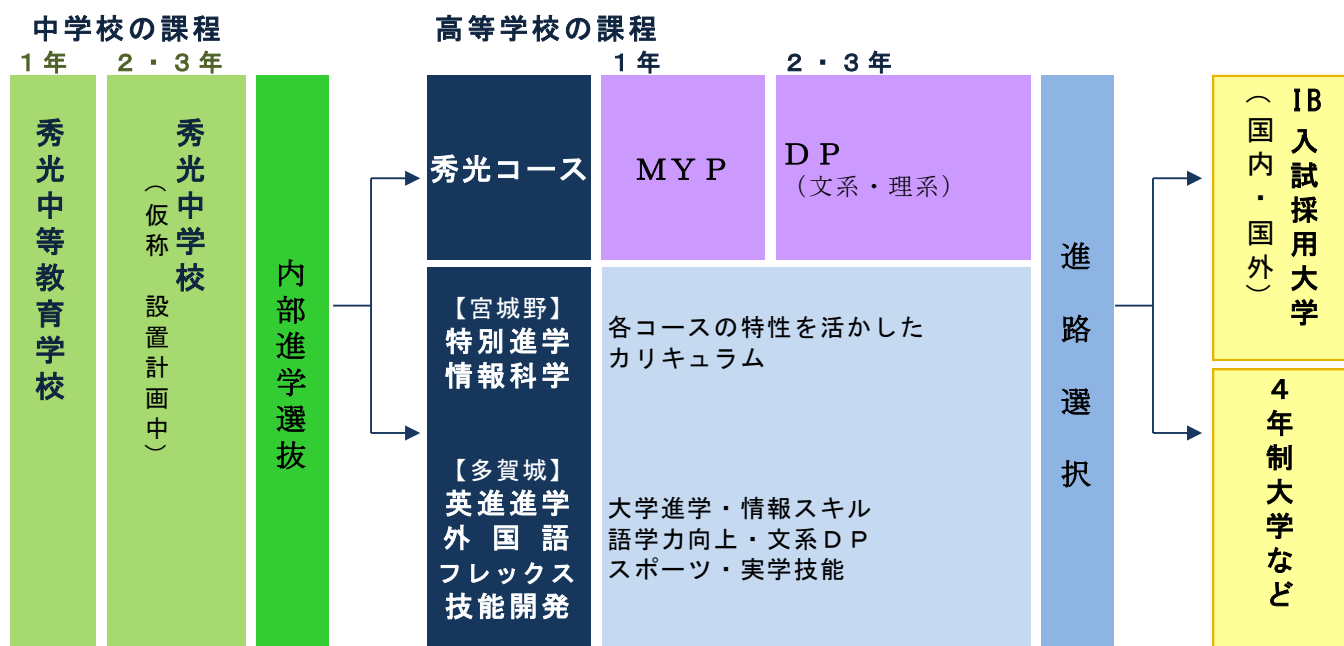 中学校の課程
1年
2・3年
秀光中等教育学校
秀光中学校
（仮称　設置計画中）
内部進学選抜
高等学校の課程
1年
2・3年
秀光コース
ＭＹＰ
ＤＰ
（文系・理系）
【宮城野】
特別進学
情報科学
各コースの特性を活かした
カリキュラム
【多賀城】
英進進学
外国語
フレックス
技能開発
大学進学・情報スキル
語学力向上・文系ＤＰ
スポーツ・実学技能
進路選択
IB入試採用大学
（国内・国外）
４年制大学など